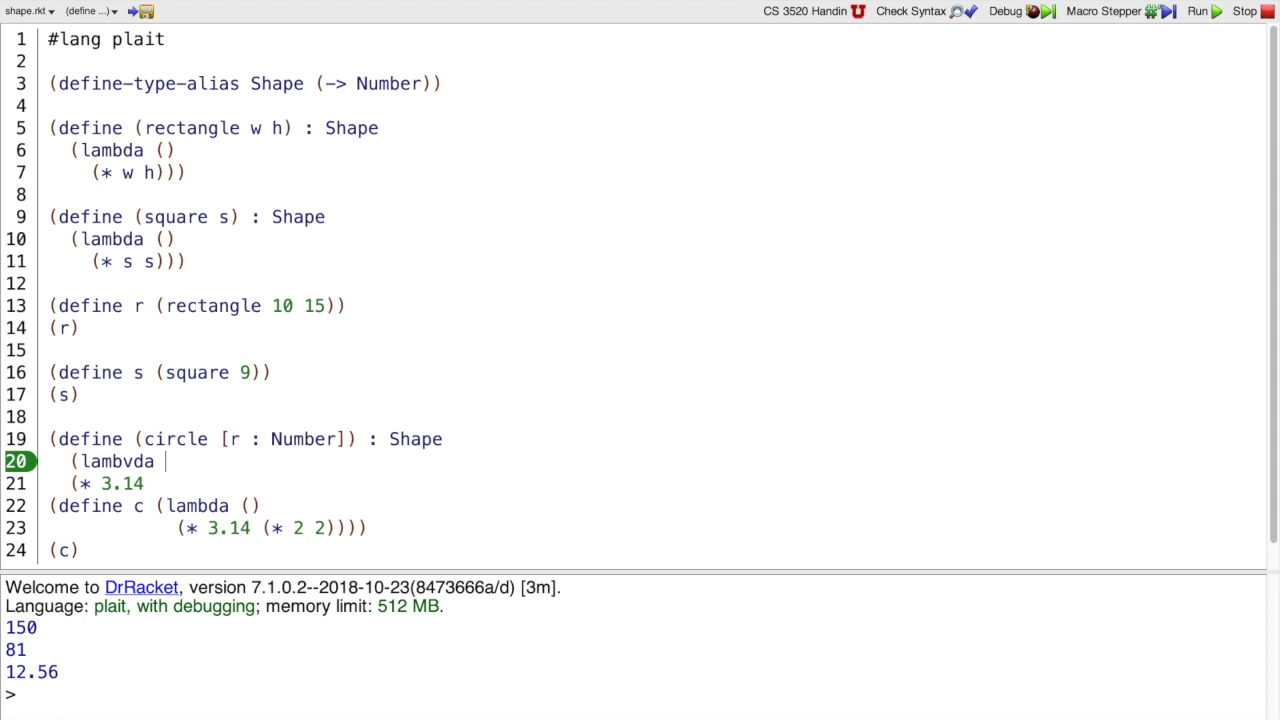 shape.rkt (define ...) CS 3520 Handin Check Syntax Debug Macro Stepper Run Stop
1 #lang plait
2
3 (define-type-alias Shape (-> Number))
4
5 (define (rectangle w h) : Shape
6 (lambda ()
7 (* w h)))
8
9 (define (square s) : Shape
10 (lambda ()
11 (* s s)))
12
13 (define r (rectangle 10 15))
14 (r)
15
16 (define s (square 9))
17 (s)
18
19 (define (circle [r : Number]) : Shape
20 (lambvda
21 (* 3.14
22 (define c (lambda ()
23 (* 3.14 (* 2 2))))
24 (c)
Welcome to DrRacket, version 7.1.0.2--2018-10-23(8473666a/d) [3m].
Language: plait, with debugging; memory limit: 512 MB.
150
81
12.56
>